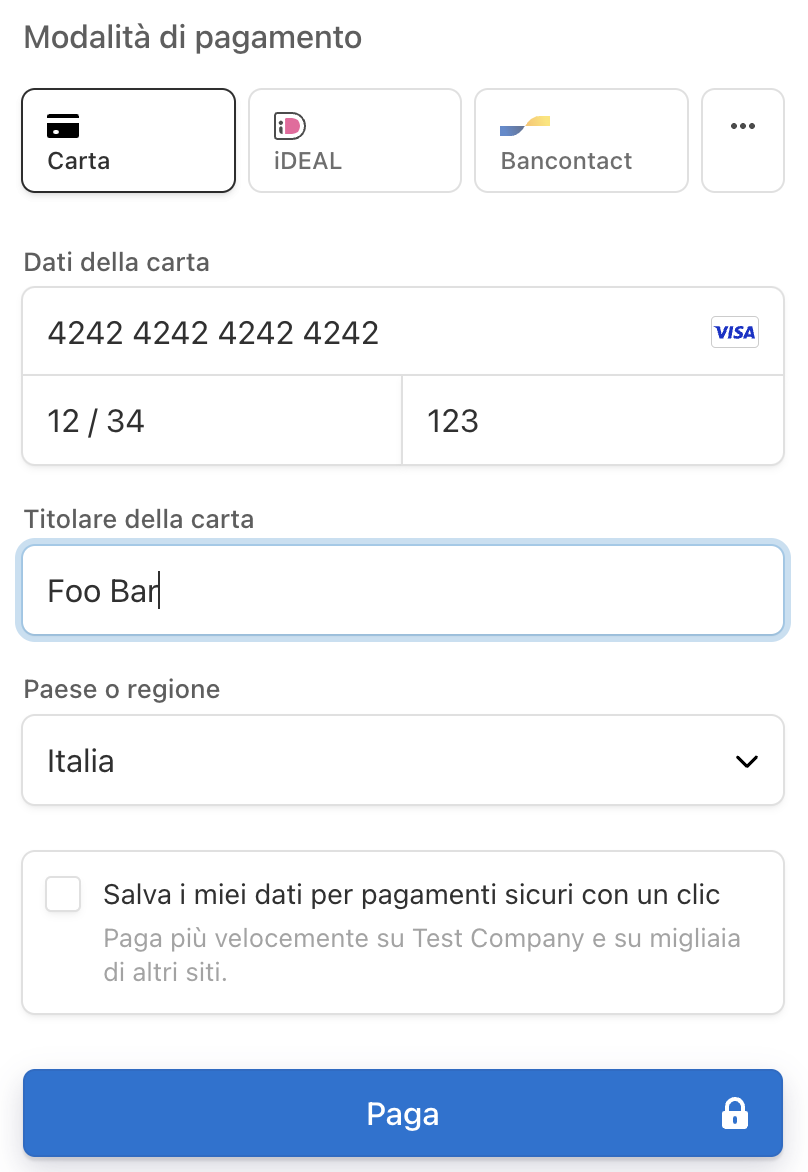 Modalità di pagamento
Carta
iDEAL
Bancontact
Dati della carta
4242 4242 4242 4242
VISA
12 / 34
123
Titolare della carta
Foo Bar
Paese o regione
Italia
Salva i miei dati per pagamenti sicuri con un clic
Paga più velocemente su Test Company e su migliaia
di altri siti.
Paga